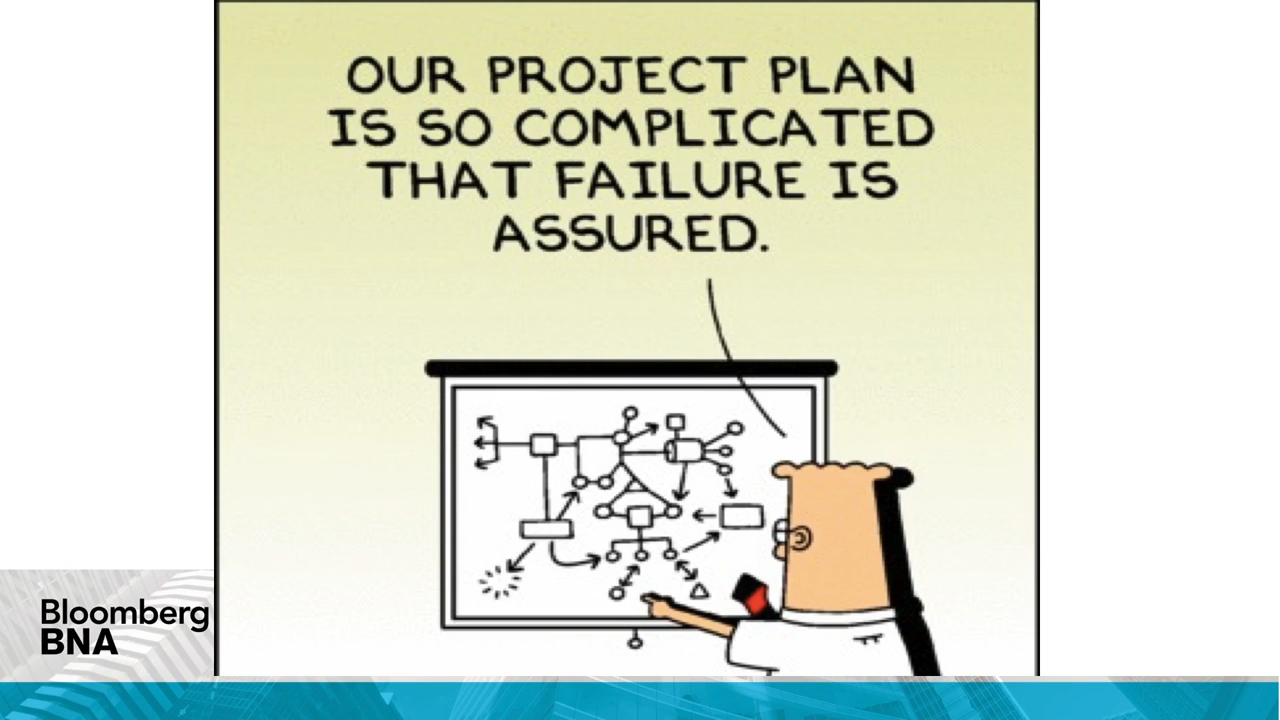 OUR PROJECT PLAN
IS SO COMPLICATED
THAT FAILURE IS
ASSURED.
Bloomberg
BNA